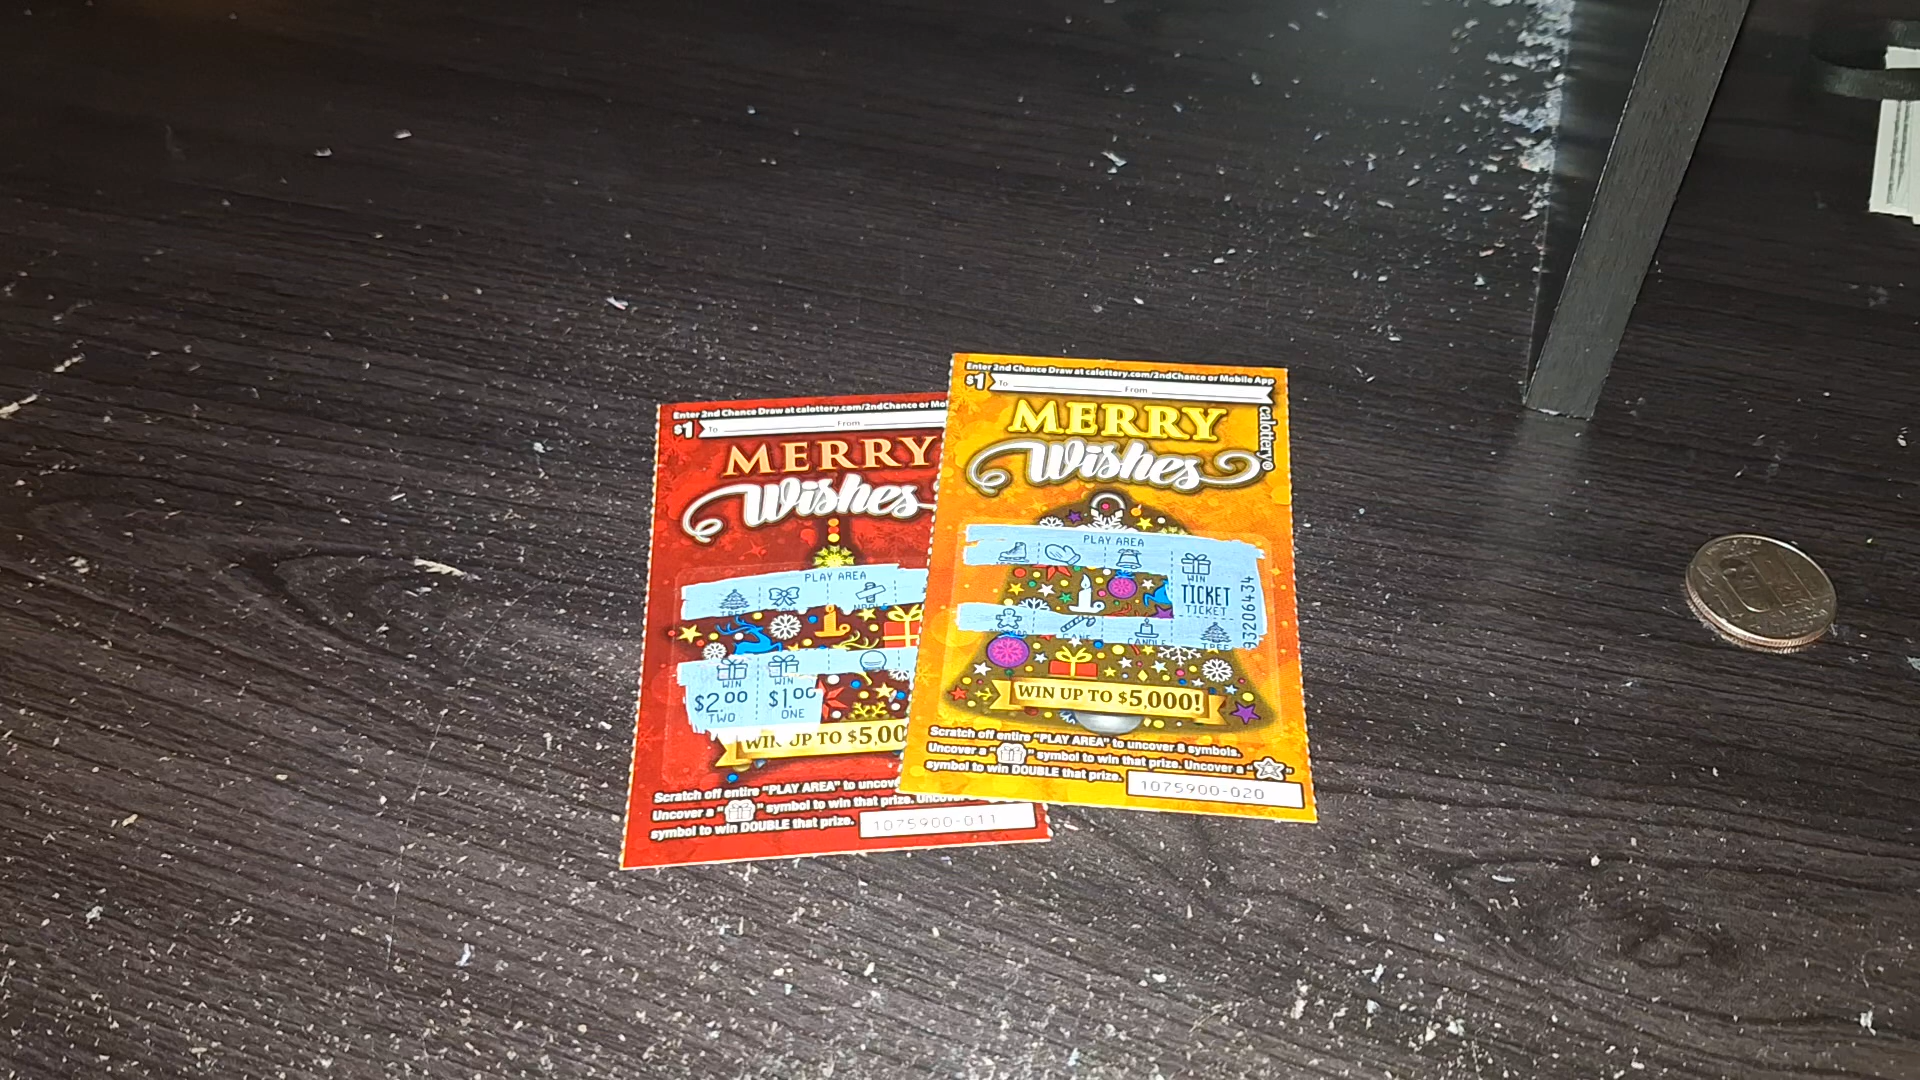 Enter 2nd Chance Draw at calottery.com/2ndChance or
$1 To From
MERRY
Wishes
PLAY AREA
TREE
WIN WIN
$2.00 $1.00
TWO ONE
WIN UP TO $5,00
Scratch off entire "PLAY AREA" to
Uncover a " " symbol to win that prize.
symbol to win DOUBLE that prize.
1075900-011
Enter 2nd Chance Draw at calottery.com/2ndChance or Mobile App
$1 To From
calottery®
MERRY
Wishes
PLAY AREA
WIN
TICKET
TICKET
CANE CANDLE TREE
93206434
WIN UP TO $5,000!
Scratch off entire "PLAY AREA" to uncover 8 symbols.
Uncover a " " symbol to win that prize. Uncover a " "
symbol to win DOUBLE that prize.
1075900-020